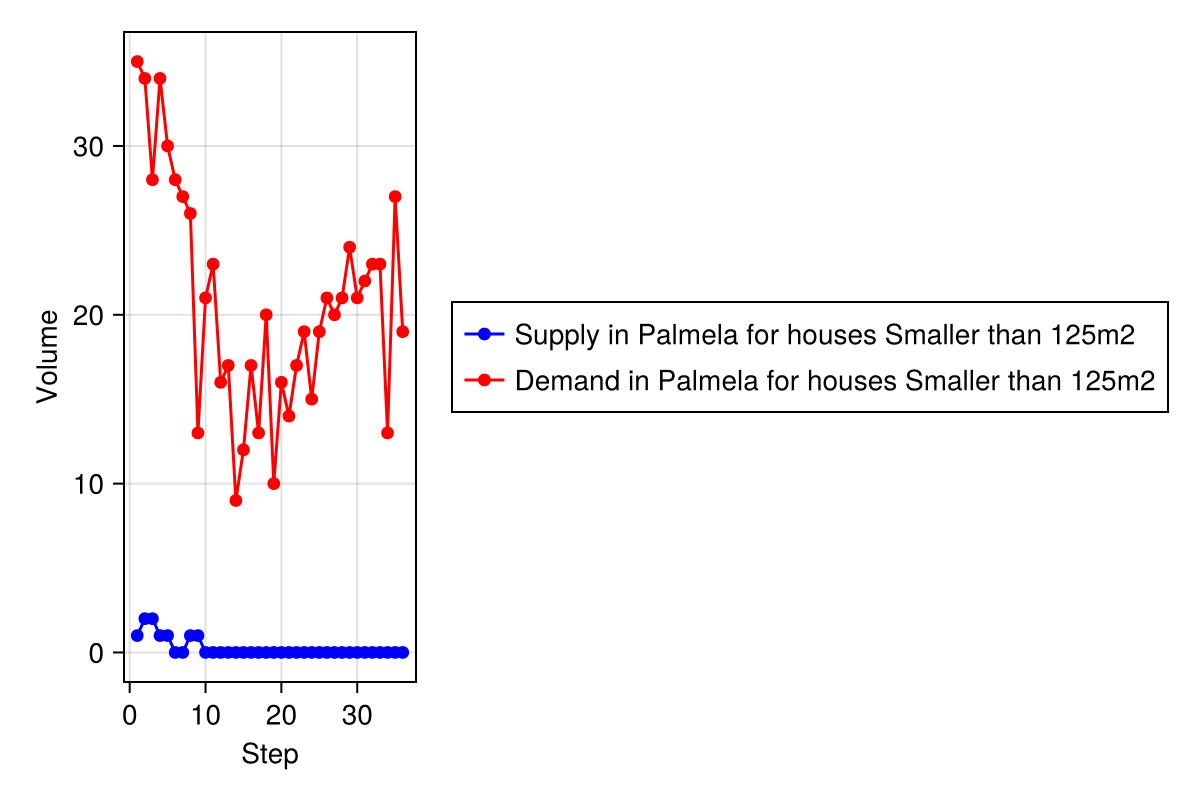 Volume
30
20
10
0
0 10 20 30
Step
Supply in Palmela for houses Smaller than 125m2
Demand in Palmela for houses Smaller than 125m2